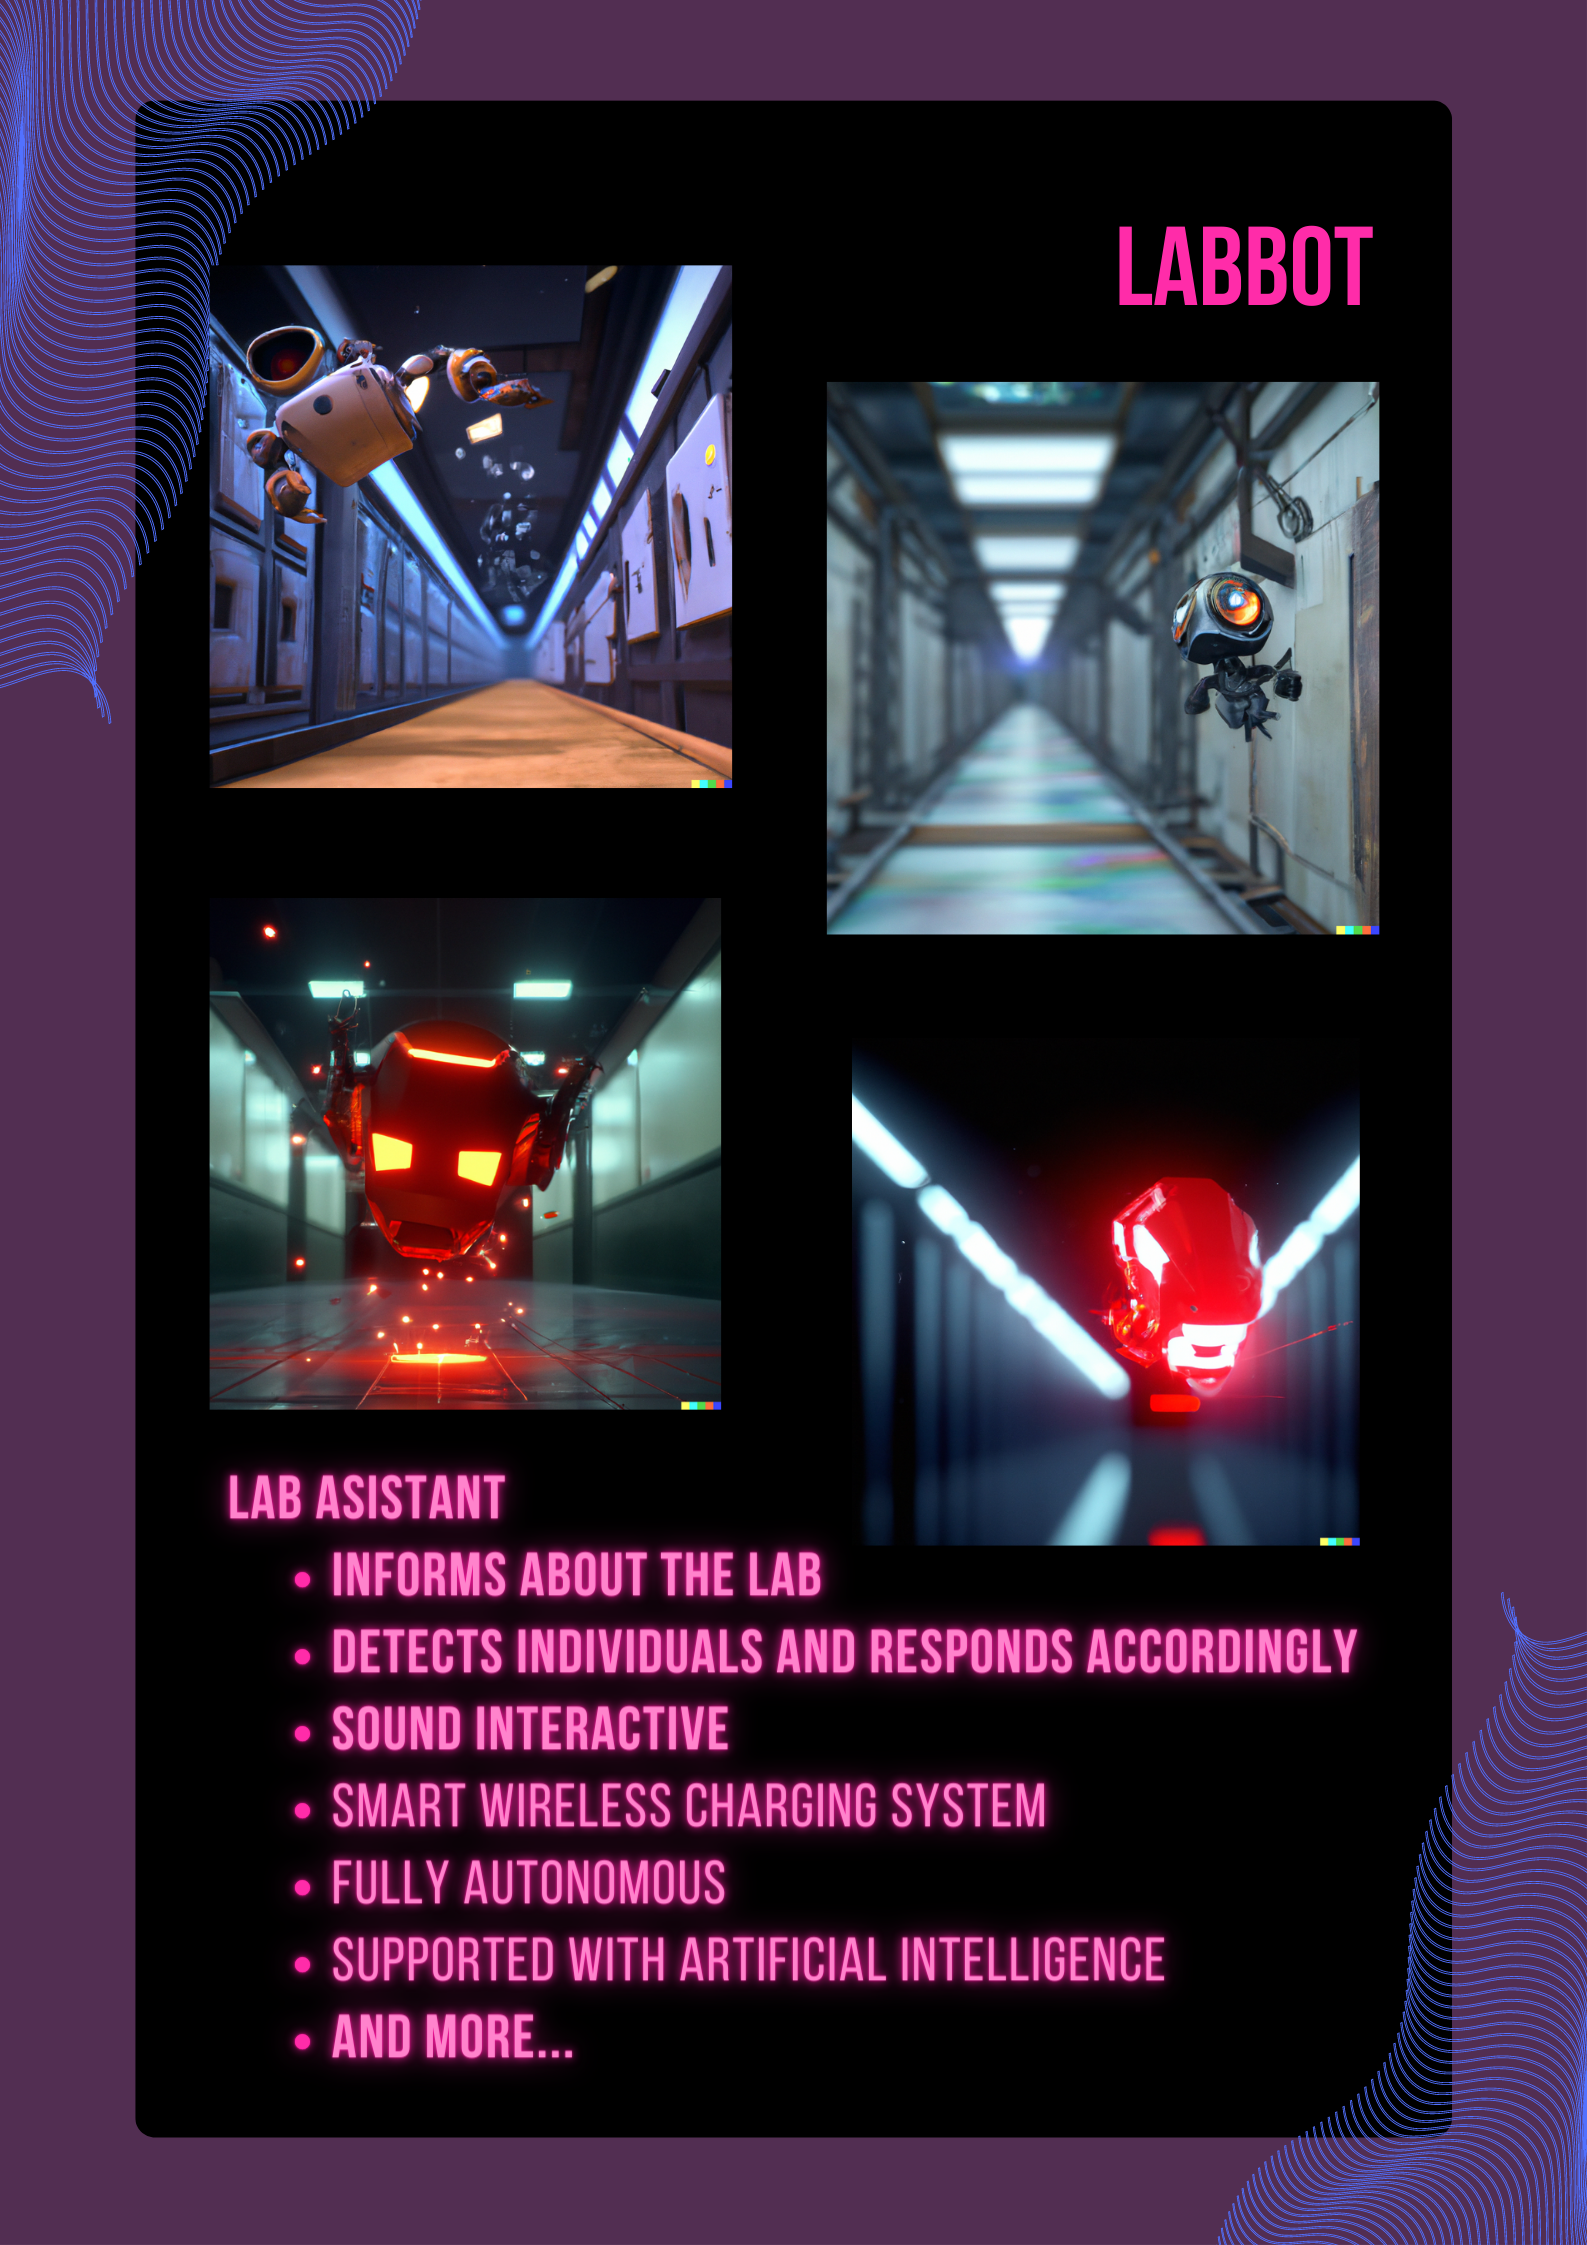 LABBOT
LAB ASISTANT
• INFORMS ABOUT THE LAB
• DETECTS INDIVIDUALS AND RESPONDS ACCORDINGLY
• SOUND INTERACTIVE
• SMART WIRELESS CHARGING SYSTEM
• FULLY AUTONOMOUS
• SUPPORTED WITH ARTIFICIAL INTELLIGENCE
• AND MORE...